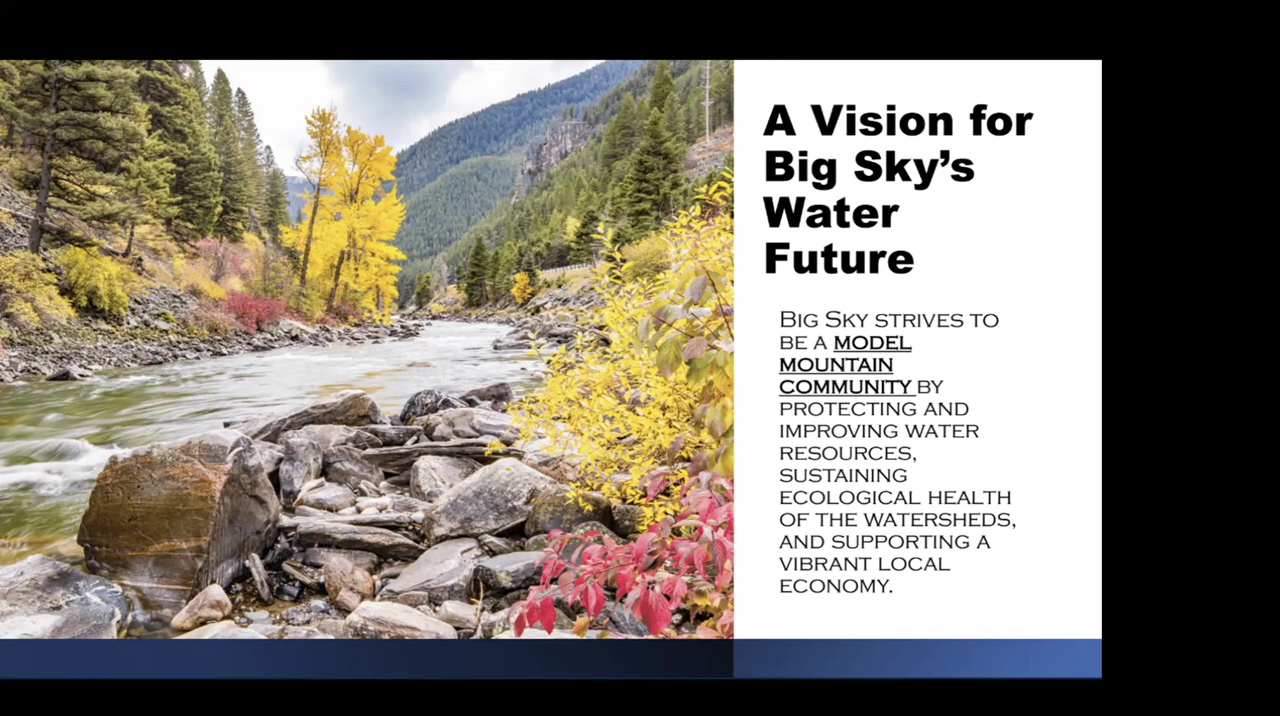 A Vision for
Big Sky's
Water
Future
BIG SKY STRIVES TO
BE A MODEL
MOUNTAIN
COMMUNITY BY
PROTECTING AND
IMPROVING WATER
RESOURCES,
SUSTAINING
ECOLOGICAL HEALTH
OF THE WATERSHEDS,
AND SUPPORTING A
VIBRANT LOCAL
ECONOMY.